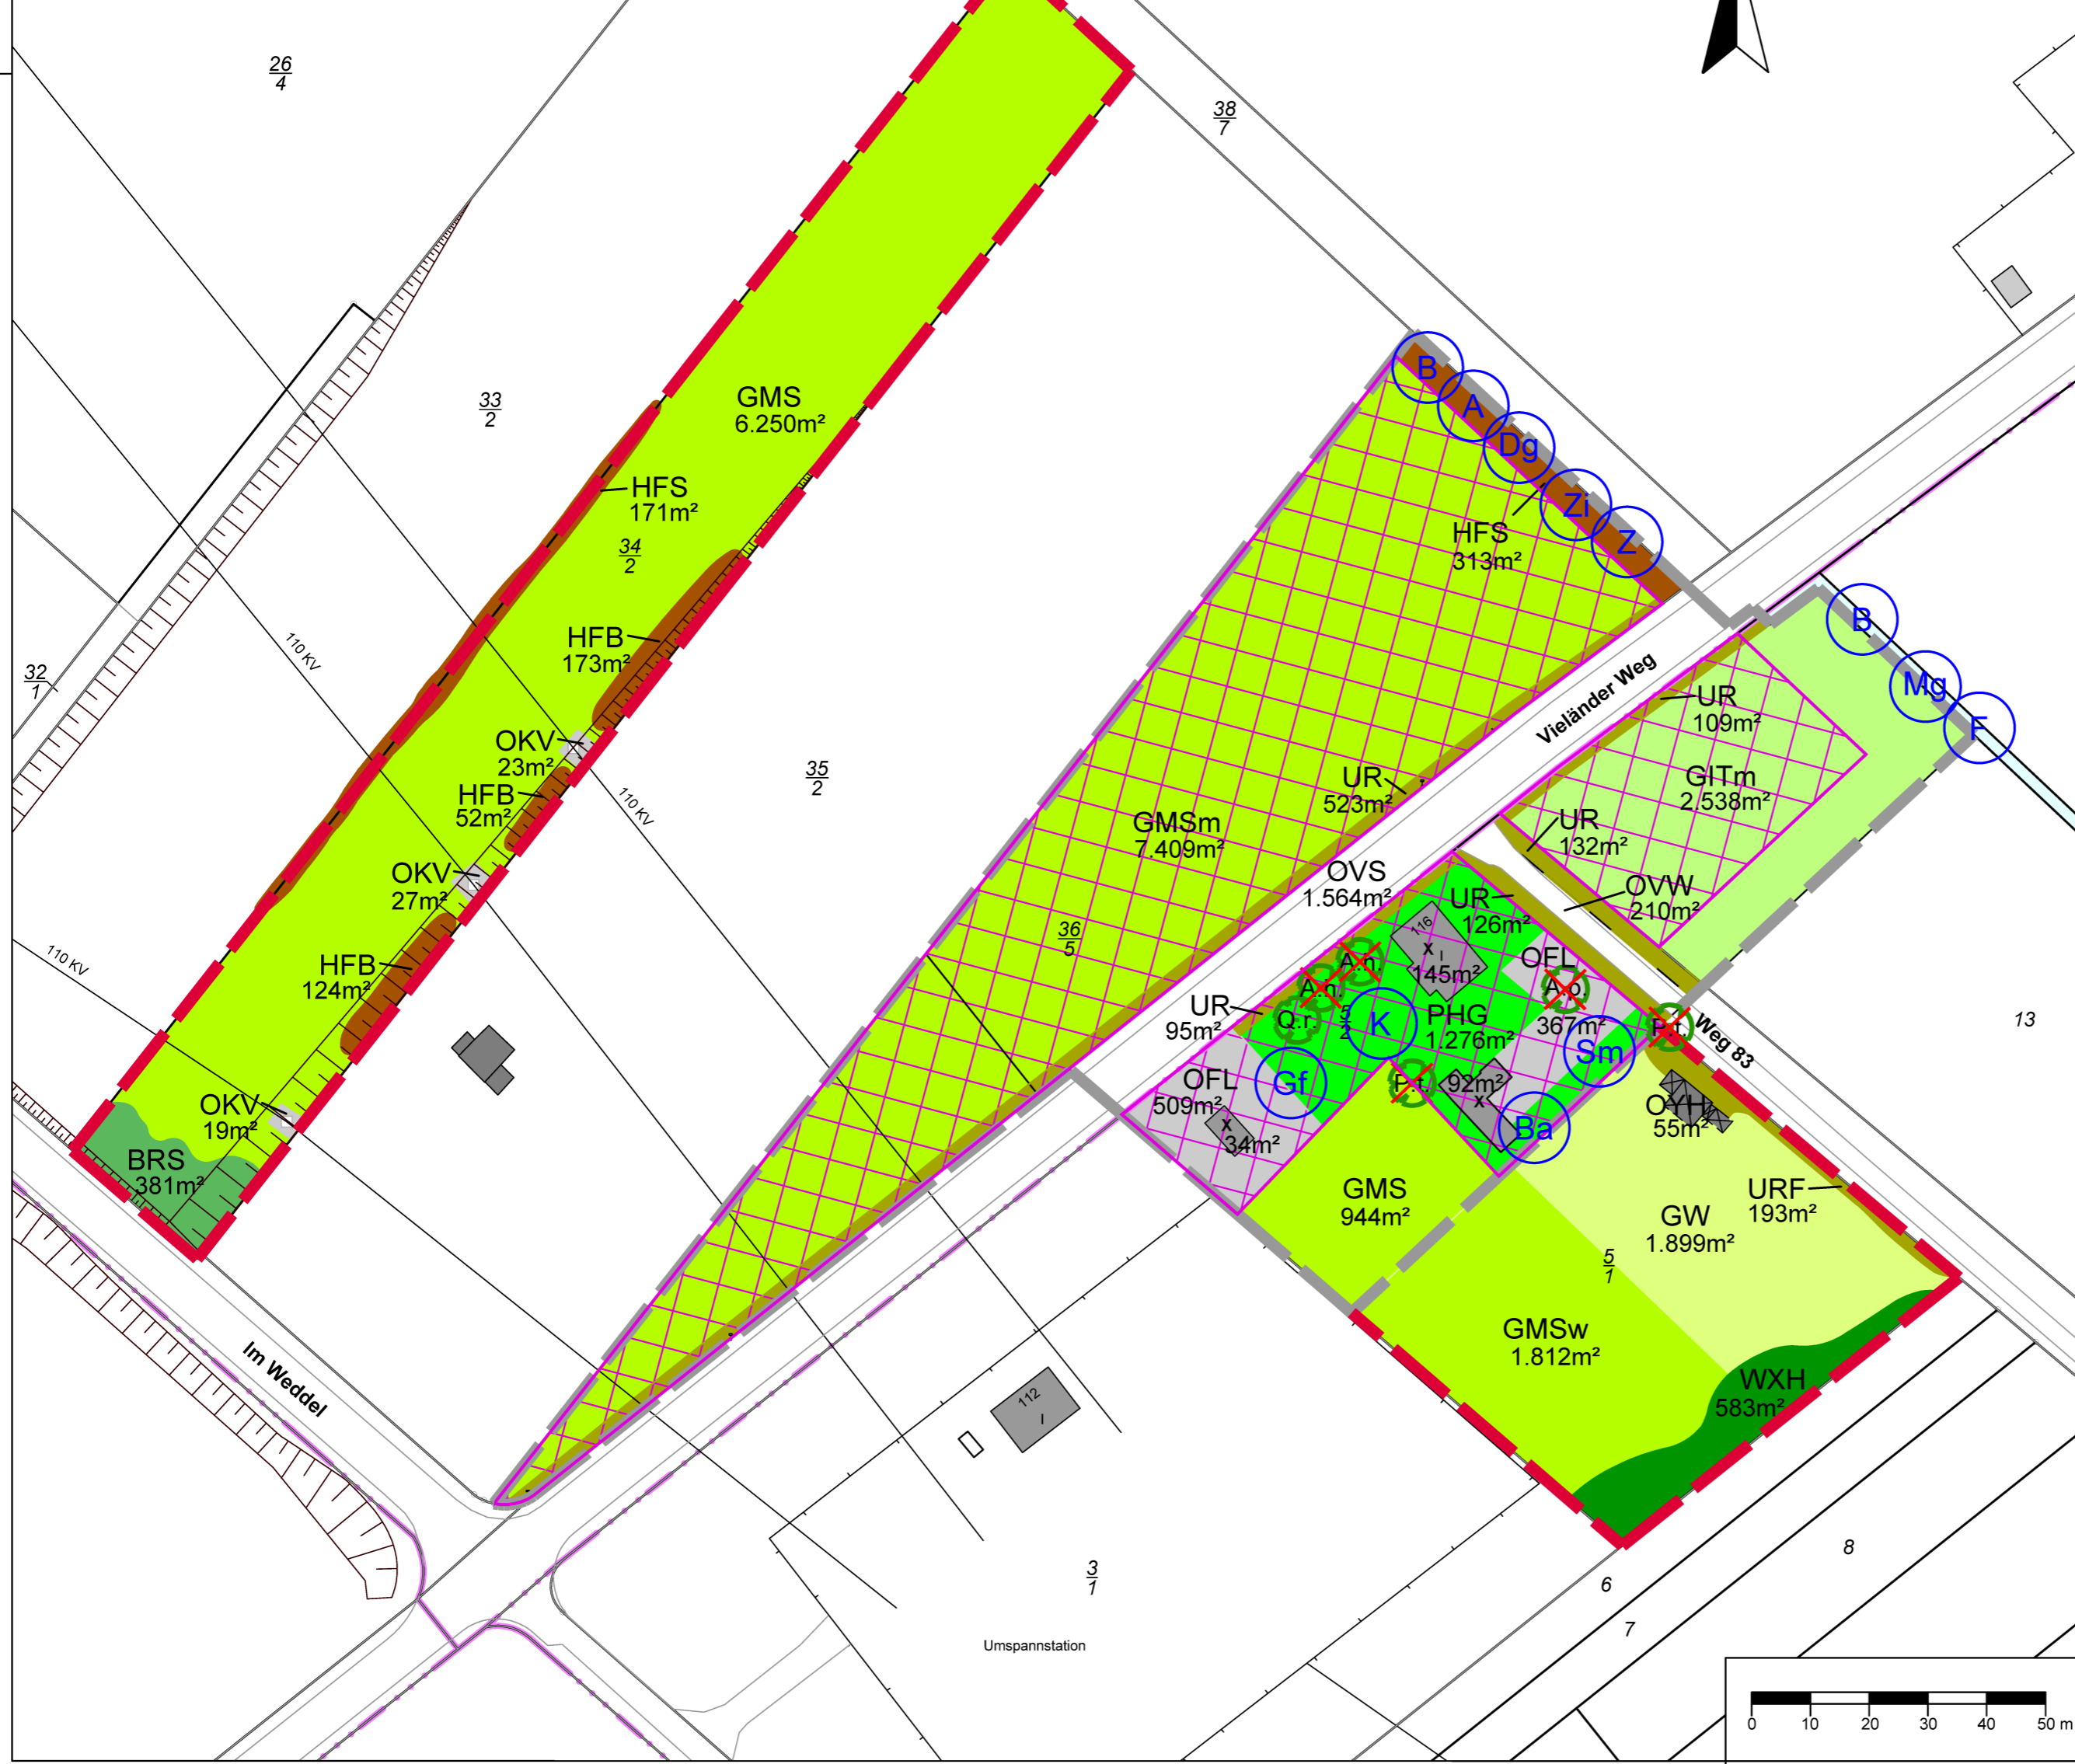 26
4
38
7
33
2
GMS
6.250m²
HFS
171m²
34
2
HFB
173m²
110 KV
32
1
OKV
23m²
HFB
52m²
110 KV
35
2
OKV
27m²
110 KV
HFB
124m²
OKV
19m²
BRS
381m²
Im Weddel
B
A
Dg
Zi
Z
HFS
313m²
Vieländer Weg
B
Mg
F
UR
109m²
GITm
2.538m²
UR
523m²
GMSm
7.409m²
UR
132m²
OVS
1.564m²
OVW
210m²
36
5
UR
126m²
116
I
x
145m²
OFL
A.n.
A.n.
A.p.
Q.r.
5
2
K
PHG
1.276m²
367m²
UR
95m²
P.t.
Weg 83
13
Sm
OFL
509m²
Gf
P.t.
92m²
x
Ba
x
34m²
OYH
55m²
GMS
944m²
URF
193m²
GW
1.899m²
5
1
GMSw
1.812m²
WXH
583m²
112
I
3
1
Umspannstation
8
6
7
0 10 20 30 40 50 m